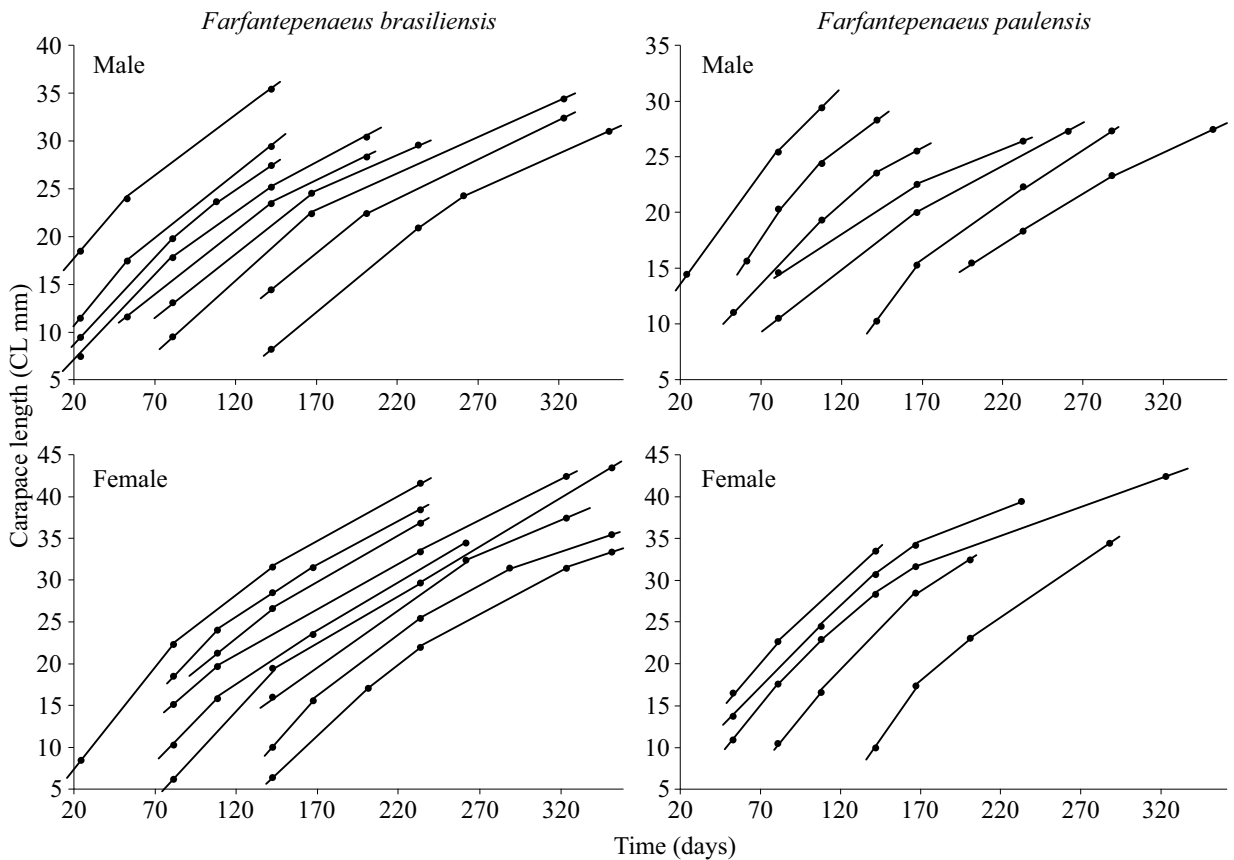 Farfantepenaeus brasiliensis
Farfantepenaeus paulensis
Carapace length (CL mm)
Male
40
35
30
25
20
15
10
5
20 70 120 170 220 270 320
Male
35
30
25
20
15
10
5
20 70 120 170 220 270 320
Female
45
40
35
30
25
20
15
10
5
20 70 120 170 220 270 320
Female
45
40
35
30
25
20
15
10
5
20 70 120 170 220 270 320
Time (days)